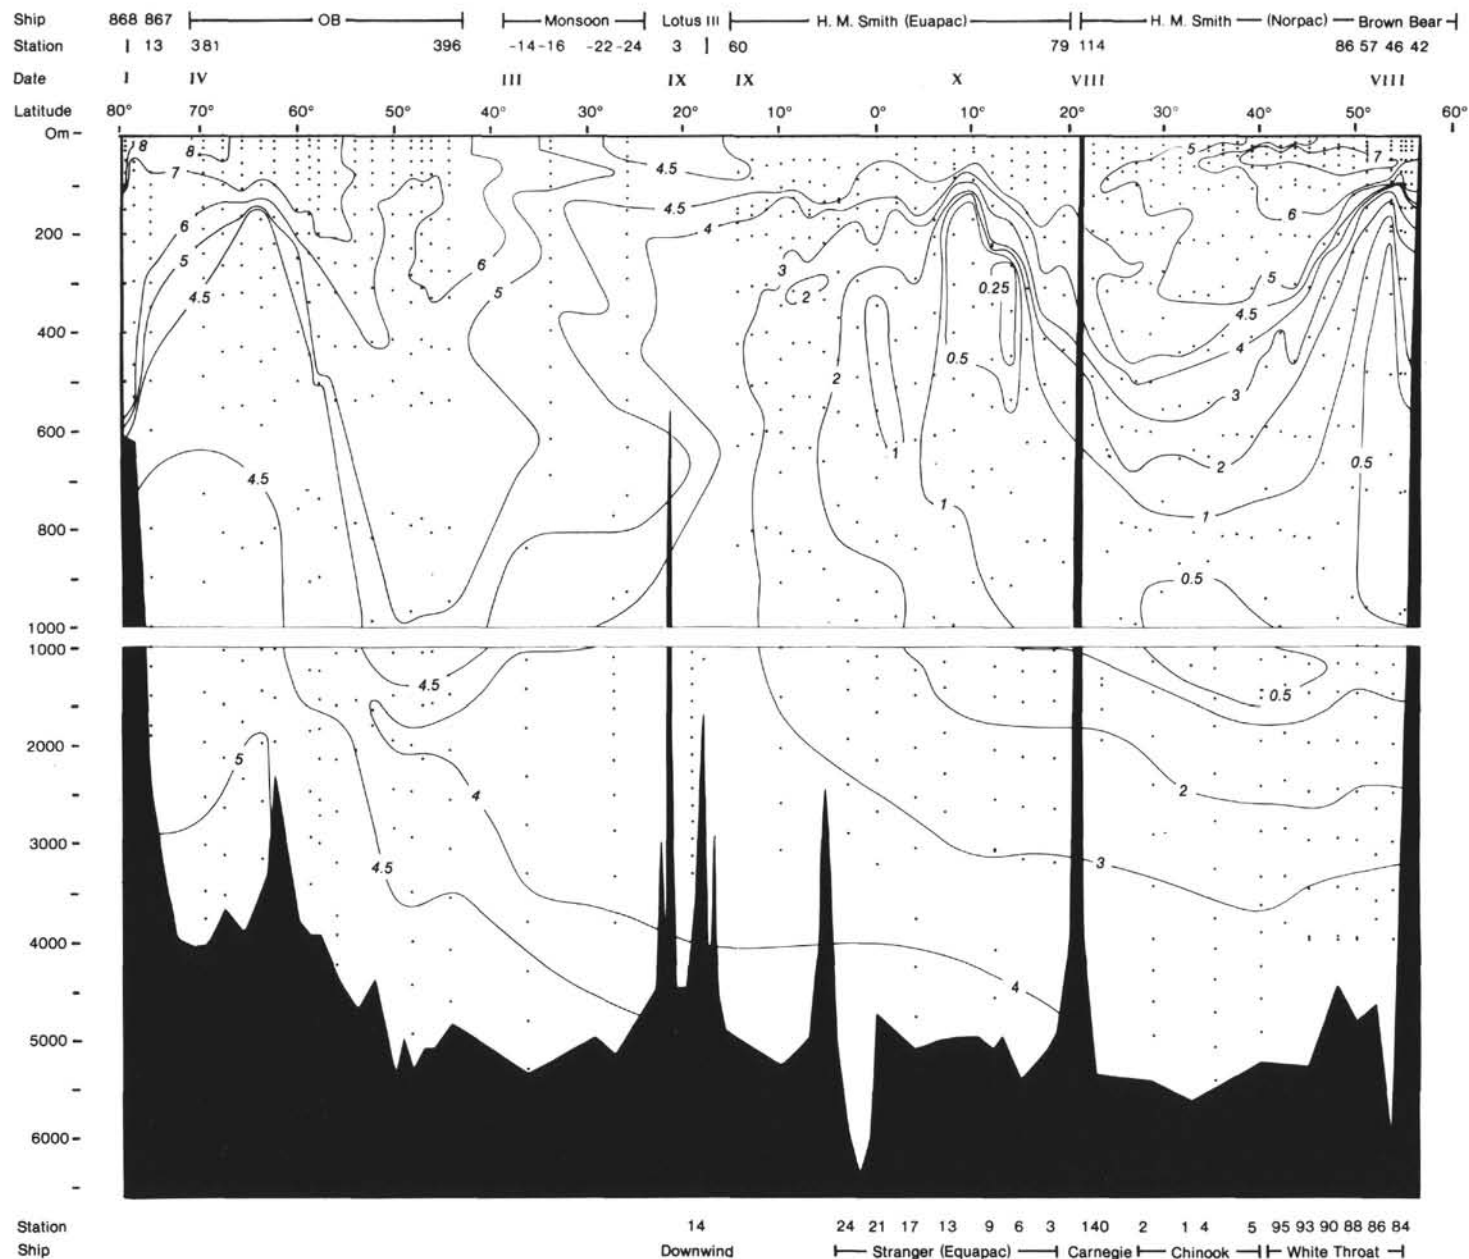 Ship 868 867 OB Monsoon Lotus III H. M. Smith (Euapac) H. M. Smith (Norpac) Brown Bear
Station I 13 381 396 -14-16 -22-24 3 60 79 114 86 57 46 42
Date I IV III IX IX X VIII VIII
Latitude 80° 70° 60° 50° 40° 30° 20° 10° 0° 10° 20° 30° 40° 50° 60°
Om
8 8 5
7 4.5 7
6 4.5 6
200 4
5 6 3
4.5 5 2 0.25 5
4.5
400 4
0.5
2
3
600
1 2 0.5
4.5
1 1
800
0.5
1000
1000
4.5 0.5
2000
5
4 2
3000
4.5 3
4000
4
5000
6000
Station 14 24 21 17 13 9 6 3 140 2 1 4 5 95 93 90 88 86 84
Ship Downwind Stranger (Equapac) Carnegie Chinook White Throat